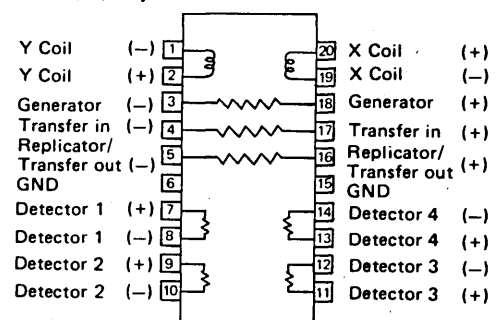 Y Coil (−) 1
Y Coil (+) 2
Generator (−) 3
Transfer in (−) 4
Replicator/
Transfer out (−) 5
GND 6
Detector 1 (+) 7
Detector 1 (−) 8
Detector 2 (+) 9
Detector 2 (−) 10
20 X Coil (+)
19 X Coil (−)
18 Generator (+)
17 Transfer in (+)
16 Replicator/
Transfer out (+)
15 GND
14 Detector 4 (−)
13 Detector 4 (+)
12 Detector 3 (−)
11 Detector 3 (+)